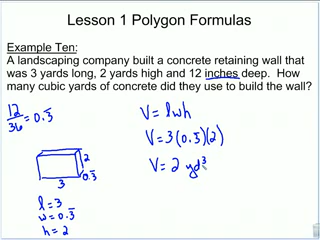 Lesson 1 Polygon Formulas
Example Ten:
A landscaping company built a concrete retaining wall that
was 3 yards long, 2 yards high and 12 inches deep. How
many cubic yards of concrete did they use to build the wall?
12/36 = 0.3̅
V = lwh
V = 3(0.3̅)(2)
V = 2 yd³
2
0.3̅
3
l = 3
w = 0.3̅
h = 2